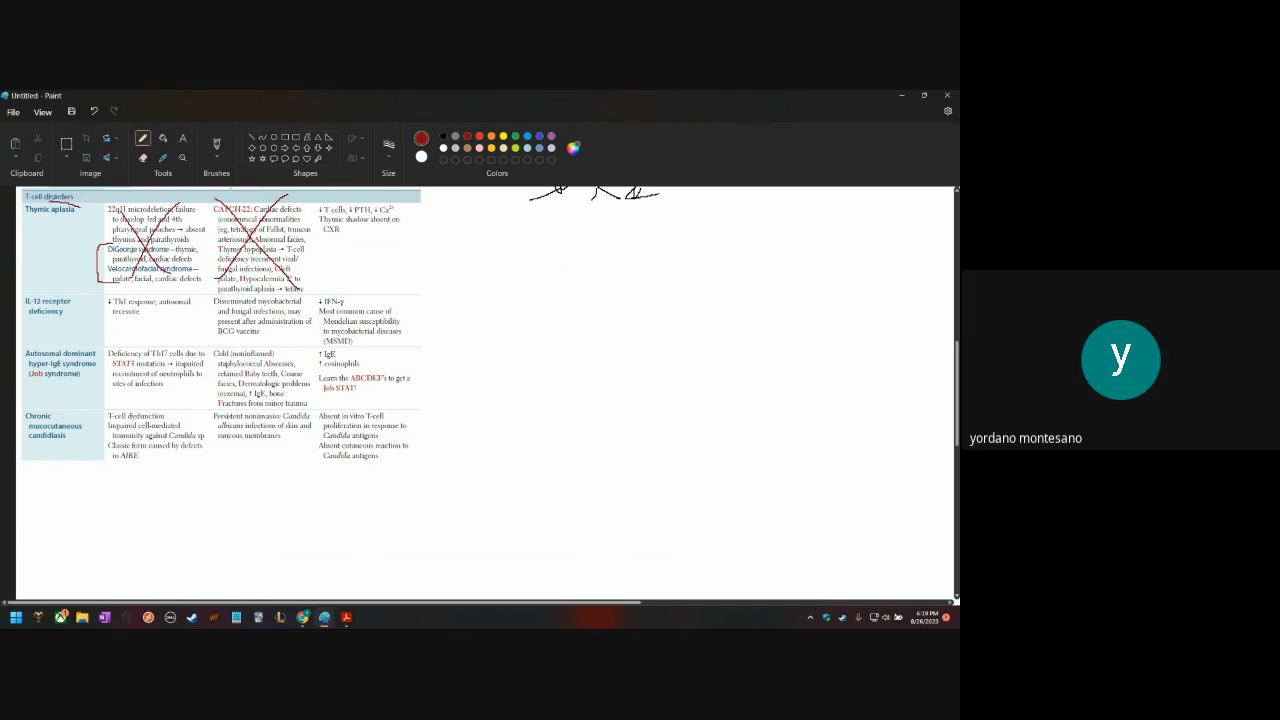 Untitled - Paint
File
View
Clipboard
Image
Tools
Brushes
Shapes
Size
Colors
T-cell disorders
Thymic aplasia
22q11 microdeletion; failure
to develop 3rd and 4th
pharyngeal pouches → absent
thymus and parathyroids
DiGeorge syndrome—thymic,
parathyroid, cardiac defects
Velocardiofacial syndrome—
palate, facial, cardiac defects
CATCH-22: Cardiac defects
(conotruncal abnormalities
[eg, tetralogy of Fallot, truncus
arteriosus]), Abnormal facies,
Thymic hypoplasia → T-cell
deficiency (recurrent viral/
fungal infections), Cleft
palate, Hypocalcemia 2° to
parathyroid aplasia → tetany
↓ T cells, ↓ PTH, ↓ Ca²⁺
Thymic shadow absent on
CXR
IL-12 receptor
deficiency
↓ Th1 response; autosomal
recessive
Disseminated mycobacterial
and fungal infections; may
present after administration of
BCG vaccine
↓ IFN-γ
Most common cause of
Mendelian susceptibility
to mycobacterial diseases
(MSMD)
Autosomal dominant
hyper-IgE syndrome
(Job syndrome)
Deficiency of Th17 cells due to
STAT3 mutation → impaired
recruitment of neutrophils to
sites of infection
Cold (noninflamed)
staphylococcal Abscesses,
retained Baby teeth, Coarse
facies, Dermatologic problems
(eczema), ↑ IgE, bone
Fractures from minor trauma
↑ IgE
↑ eosinophils
Learn the ABCDEF's to get a
Job STAT!
Chronic
mucocutaneous
candidiasis
T-cell dysfunction
Impaired cell-mediated
immunity against Candida sp
Classic form caused by defects
in AIRE
Persistent noninvasive Candida
albicans infections of skin and
mucous membranes
Absent in vitro T-cell
proliferation in response to
Candida antigens
Absent cutaneous reaction to
Candida antigens
y
yordano montesano
6:19 PM
8/26/2023